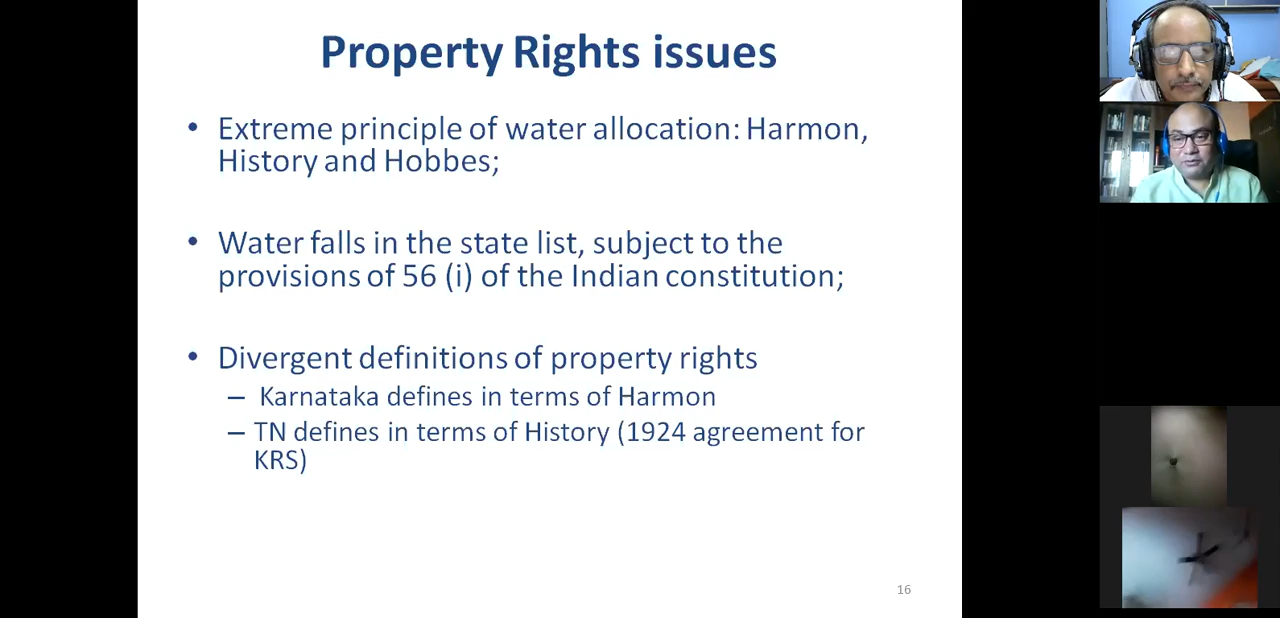 Property Rights issues
• Extreme principle of water allocation: Harmon,
History and Hobbes;
• Water falls in the state list, subject to the
provisions of 56 (i) of the Indian constitution;
• Divergent definitions of property rights
– Karnataka defines in terms of Harmon
– TN defines in terms of History (1924 agreement for
KRS)
16